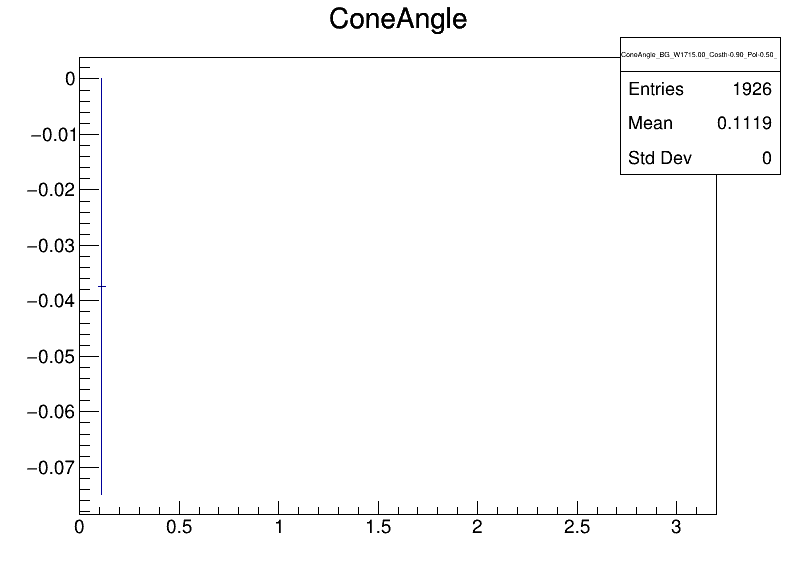 ConeAngle
ConeAngle_BG_W1715.00_Costh-0.90_Pol-0.50_
Entries 1926
Mean 0.1119
Std Dev 0
0
−0.01
−0.02
−0.03
−0.04
−0.05
−0.06
−0.07
0 0.5 1 1.5 2 2.5 3